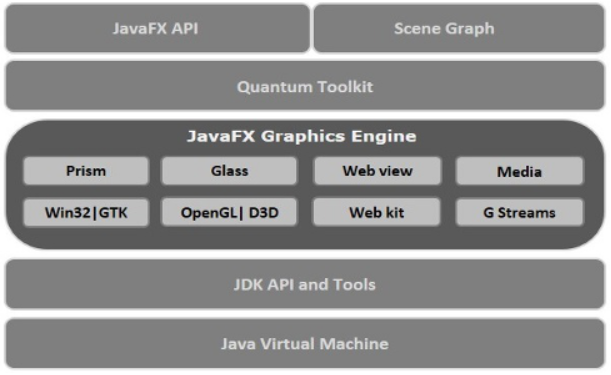 JavaFX API
Scene Graph
Quantum Toolkit
JavaFX Graphics Engine
Prism
Glass
Web view
Media
Win32|GTK
OpenGL| D3D
Web kit
G Streams
JDK API and Tools
Java Virtual Machine